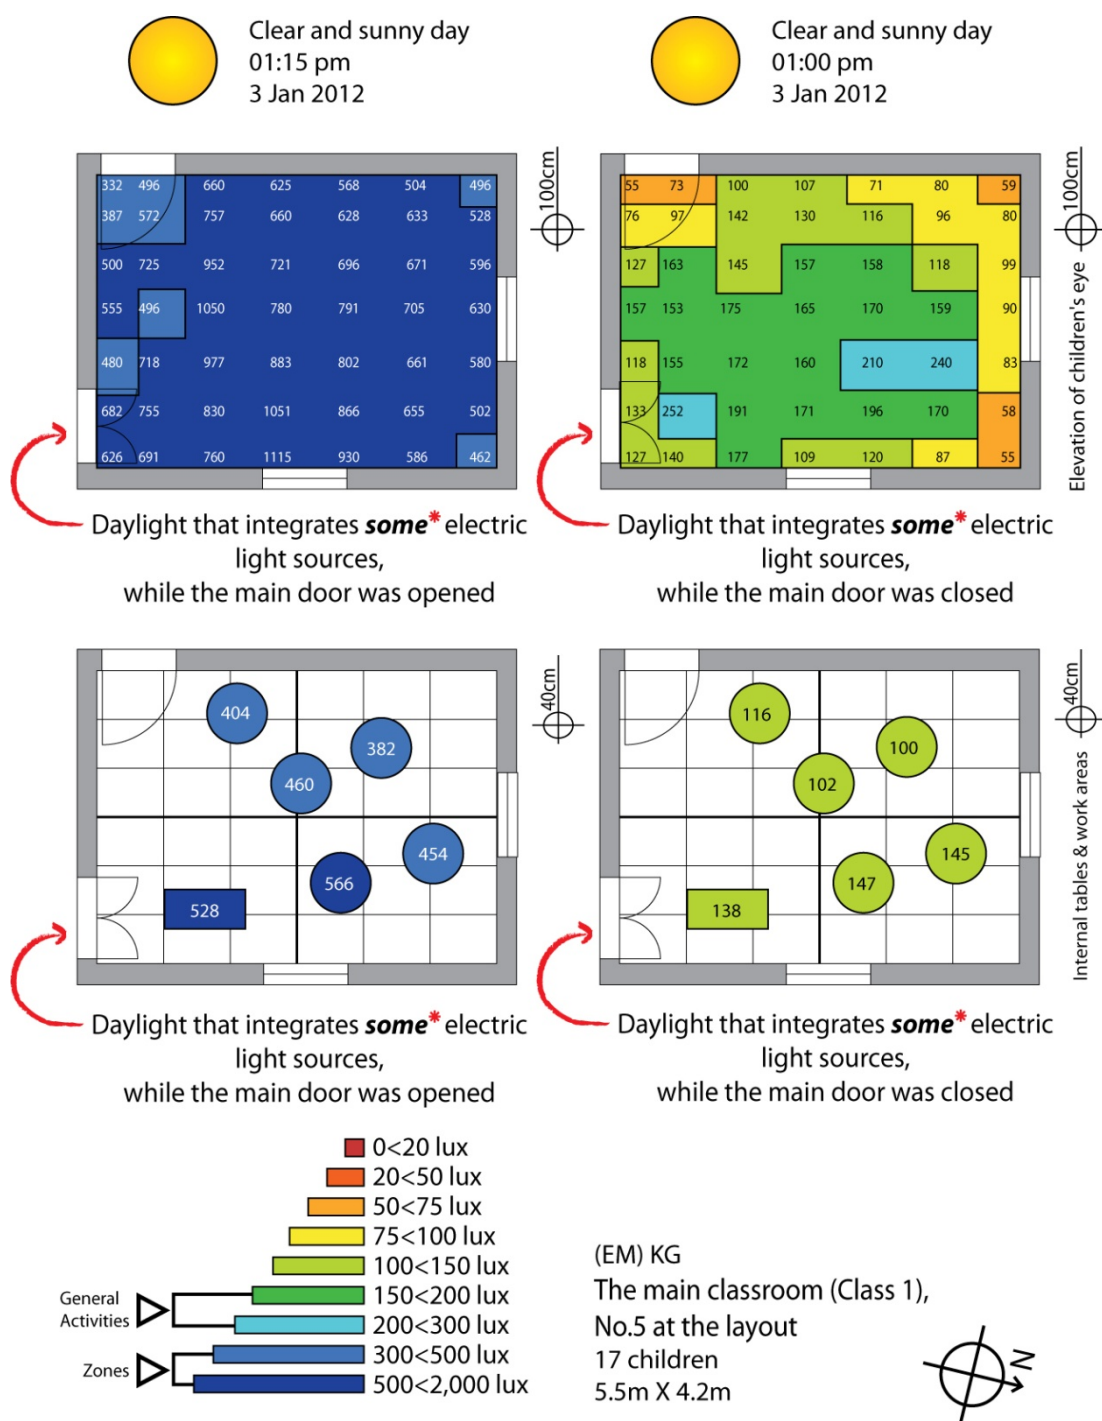 Clear and sunny day
01:15 pm
3 Jan 2012
Clear and sunny day
01:00 pm
3 Jan 2012
332 496 660 625 568 504 496
387 572 757 660 628 633 528
500 725 952 721 696 671 596
555 496 1050 780 791 705 630
480 718 977 883 802 661 580
682 755 830 1051 866 655 502
626 691 760 1115 930 586 462
100cm
55 73 100 107 71 80 59
76 97 142 130 116 96 80
127 163 145 157 158 118 99
157 153 175 165 170 159 90
118 155 172 160 210 240 83
133 252 191 171 196 170 58
127 140 177 109 120 87 55
100cm
Elevation of children's eye
Daylight that integrates some* electric
light sources,
while the main door was opened
Daylight that integrates some* electric
light sources,
while the main door was closed
404
382
460
454
566
528
40cm
116
100
102
145
147
138
40cm
Internal tables & work areas
Daylight that integrates some* electric
light sources,
while the main door was opened
Daylight that integrates some* electric
light sources,
while the main door was closed
0<20 lux
20<50 lux
50<75 lux
75<100 lux
100<150 lux
150<200 lux
200<300 lux
300<500 lux
500<2,000 lux
General
Activities
Zones
(EM) KG
The main classroom (Class 1),
No.5 at the layout
17 children
5.5m X 4.2m
N